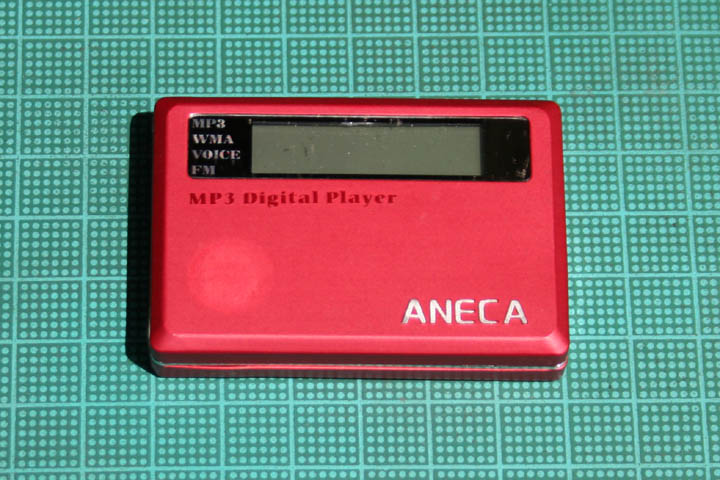 MP3
WMA
VOICE
FM
MP3 Digital Player
ANECA